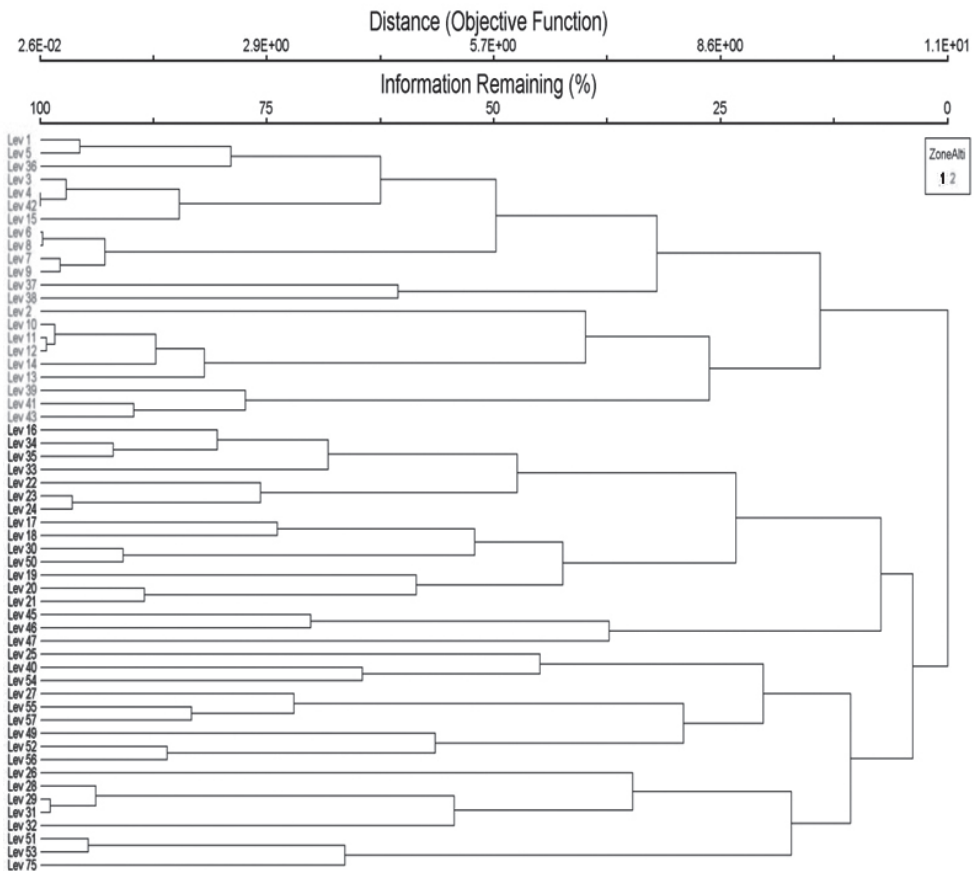 Distance (Objective Function)
2.6E-02 2.9E+00 5.7E+00 8.6E+00 1.1E+01
Information Remaining (%)
100 75 50 25 0
ZoneAlti
1 2
Lev 1
Lev 5
Lev 36
Lev 3
Lev 4
Lev 42
Lev 15
Lev 6
Lev 8
Lev 7
Lev 9
Lev 37
Lev 38
Lev 2
Lev 10
Lev 11
Lev 12
Lev 14
Lev 13
Lev 39
Lev 41
Lev 43
Lev 16
Lev 34
Lev 35
Lev 33
Lev 22
Lev 23
Lev 24
Lev 17
Lev 18
Lev 30
Lev 50
Lev 19
Lev 20
Lev 21
Lev 45
Lev 46
Lev 47
Lev 25
Lev 40
Lev 54
Lev 27
Lev 55
Lev 57
Lev 49
Lev 52
Lev 56
Lev 26
Lev 28
Lev 29
Lev 31
Lev 32
Lev 51
Lev 53
Lev 75